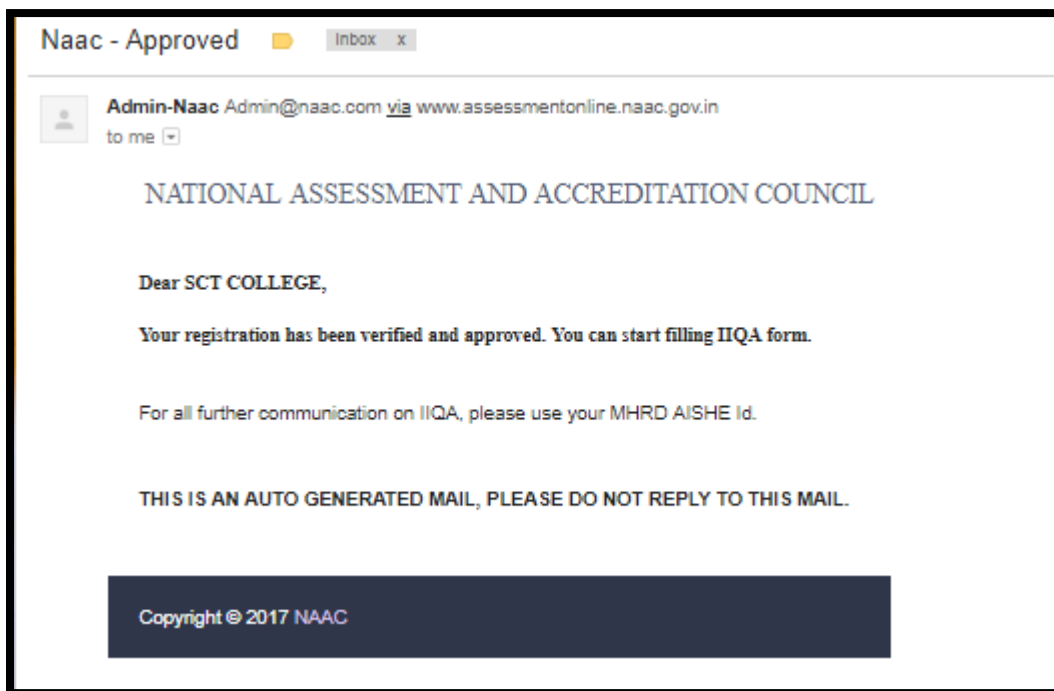 Naac - Approved Inbox x
Admin-Naac Admin@naac.com via www.assessmentonline.naac.gov.in
to me
NATIONAL ASSESSMENT AND ACCREDITATION COUNCIL
Dear SCT COLLEGE,
Your registration has been verified and approved. You can start filling IIQA form.
For all further communication on IIQA, please use your MHRD AISHE Id.
THIS IS AN AUTO GENERATED MAIL, PLEASE DO NOT REPLY TO THIS MAIL.
Copyright © 2017 NAAC